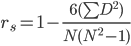 r_s = 1 - \frac{6(\sum D^2)}{N(N^2-1)}